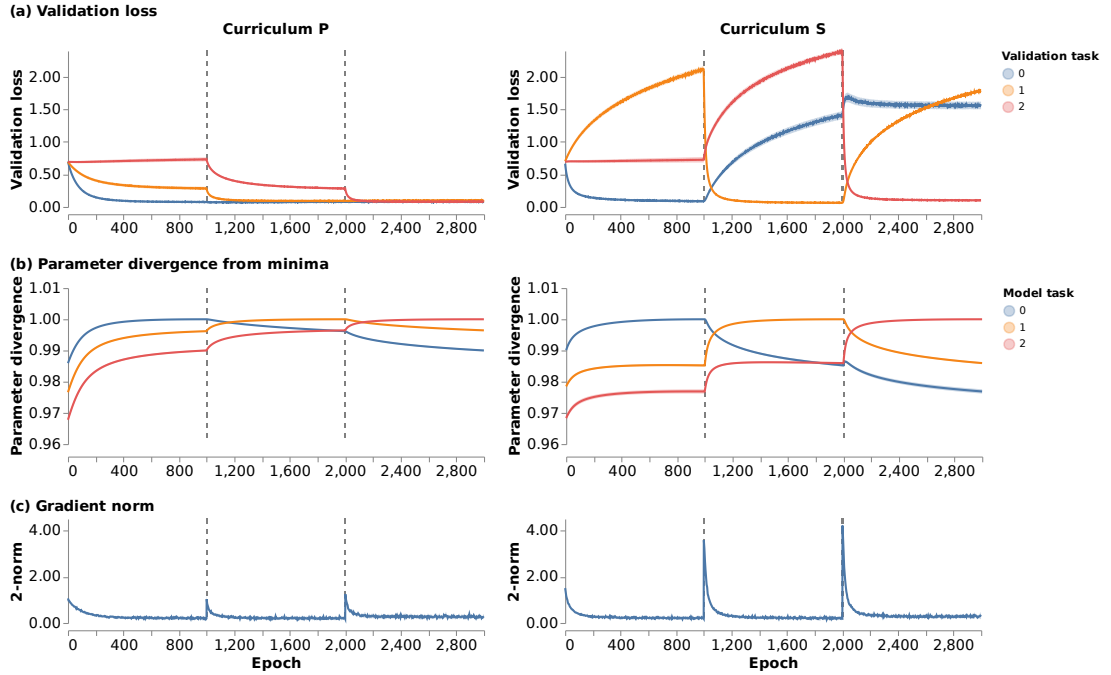 (a) Validation loss
Curriculum P
Curriculum S
Validation loss
2.00
1.50
1.00
0.50
0.00
0 400 800 1,200 1,600 2,000 2,400 2,800
Validation loss
2.00
1.50
1.00
0.50
0.00
0 400 800 1,200 1,600 2,000 2,400 2,800
Validation task
0
1
2
(b) Parameter divergence from minima
Parameter divergence
1.01
1.00
0.99
0.98
0.97
0.96
0 400 800 1,200 1,600 2,000 2,400 2,800
Parameter divergence
1.01
1.00
0.99
0.98
0.97
0.96
0 400 800 1,200 1,600 2,000 2,400 2,800
Model task
0
1
2
(c) Gradient norm
2-norm
4.00
2.00
0.00
0 400 800 1,200 1,600 2,000 2,400 2,800
Epoch
2-norm
4.00
2.00
0.00
0 400 800 1,200 1,600 2,000 2,400 2,800
Epoch